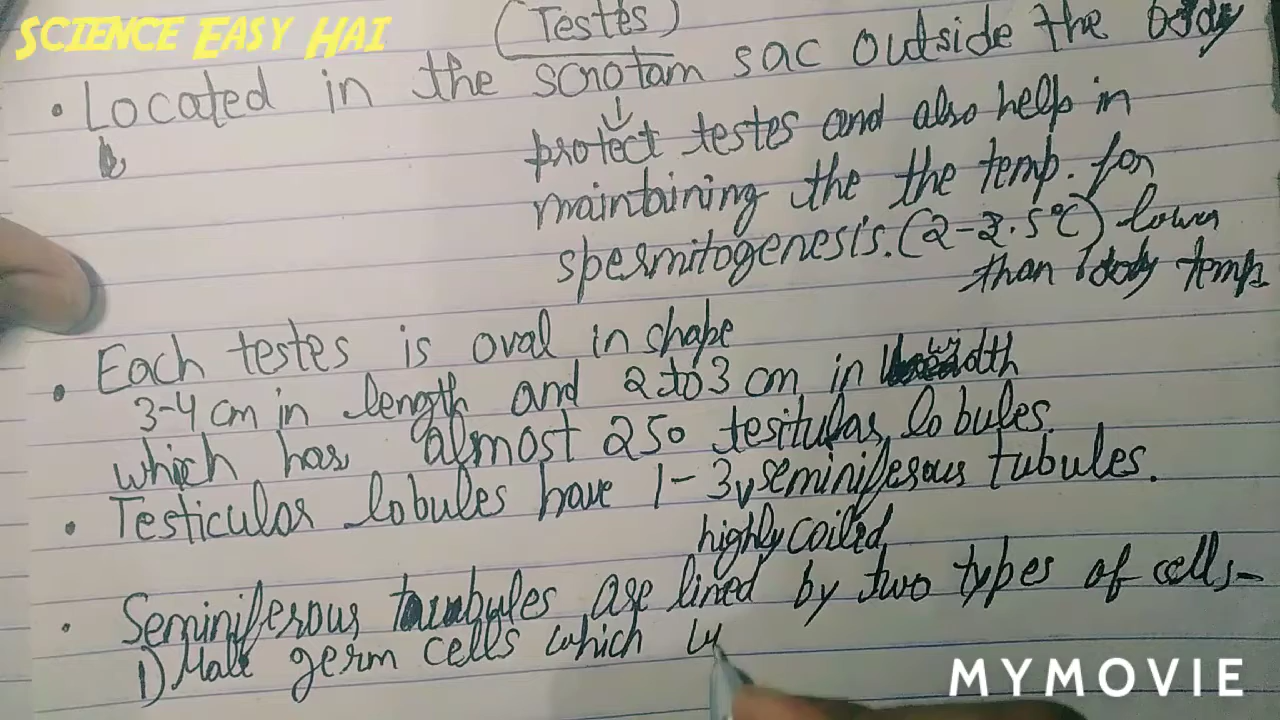 SCIENCE EASY HAI
(Testes)
• Located in the scrotam sac outside the body
protect testes and also help in
maintaining the the temp. for
spermitogenesis. (2-2.5°C) lower
than body temp.
• Each testes is oval in shape
3-4 cm in length and 2 to 3 cm in width
which has almost 250 tesitular lobules.
• Testicular lobules have 1-3 seminiferous tubules.
highly coiled
• Seminiferous tubules are lined by two types of cells-
1) Male germ cells which
MYMOVIE